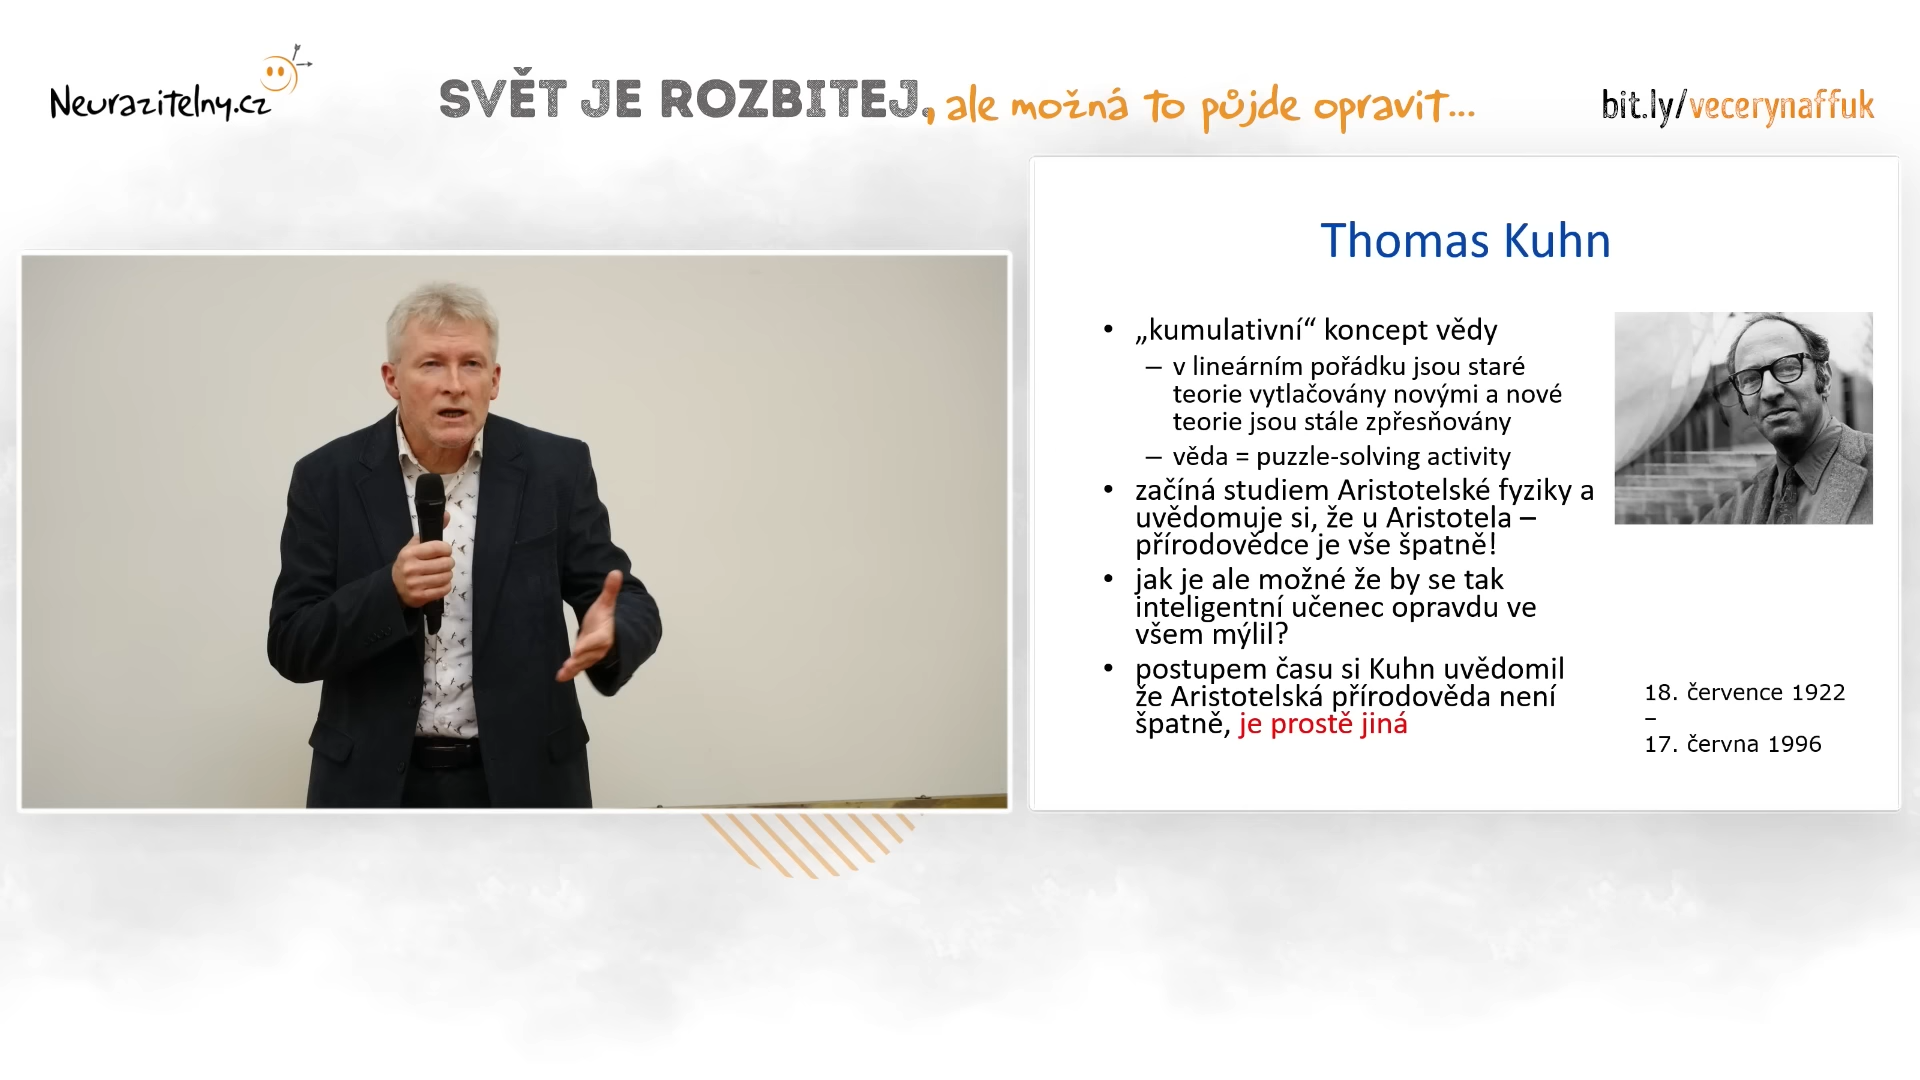 Neurazitelny.cz
SVĚT JE ROZBITEJ, ale možná to půjde opravit...
bit.ly/vecerynaffuk
Thomas Kuhn
• „kumulativní“ koncept vědy
– v lineárním pořádku jsou staré
teorie vytlačovány novými a nové
teorie jsou stále zpřesňovány
– věda = puzzle-solving activity
• začíná studiem Aristotelské fyziky a
uvědomuje si, že u Aristotela –
přírodovědce je vše špatně!
• jak je ale možné že by se tak
inteligentní učenec opravdu ve
všem mýlil?
• postupem času si Kuhn uvědomil
že Aristotelská přírodověda není
špatně, je prostě jiná
18. července 1922
–
17. června 1996